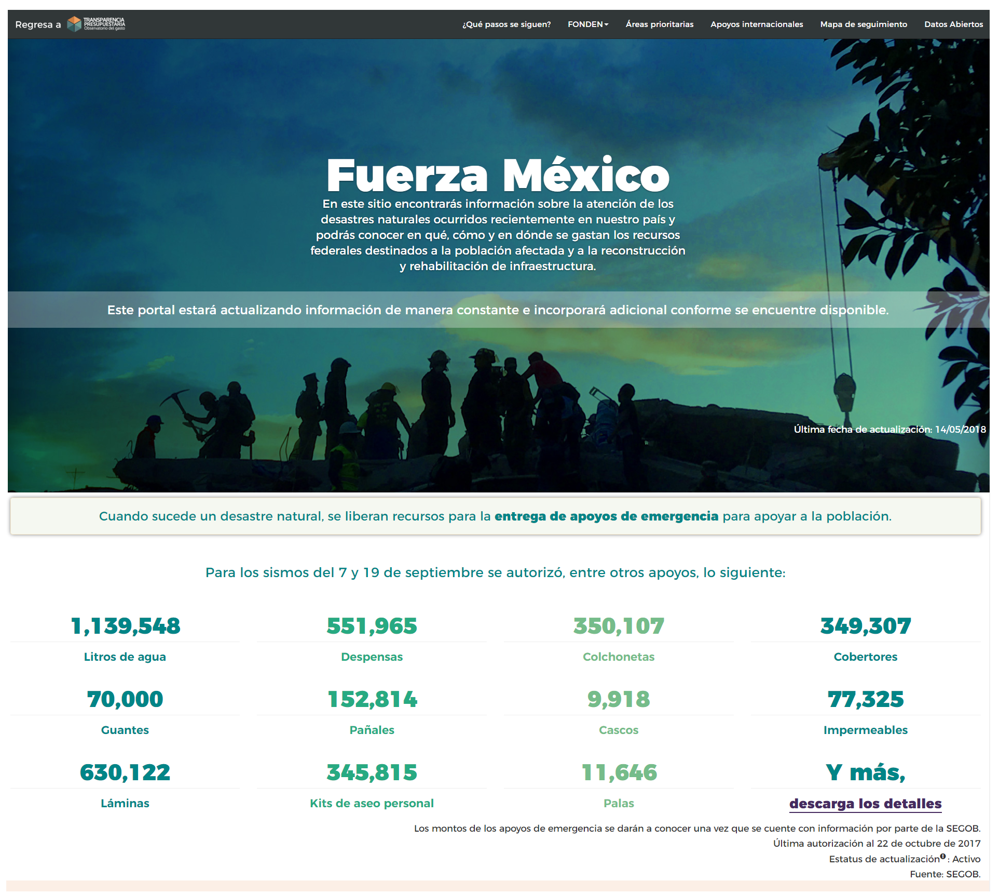 Regresa a TRANSPARENCIA PRESUPUESTARIA Observatorio del gasto
¿Qué pasos se siguen? FONDEN Áreas prioritarias Apoyos internacionales Mapa de seguimiento Datos Abiertos
Fuerza México
En este sitio encontrarás información sobre la atención de los
desastres naturales ocurridos recientemente en nuestro país y
podrás conocer en qué, cómo y en dónde se gastan los recursos
federales destinados a la población afectada y a la reconstrucción
y rehabilitación de infraestructura.
Este portal estará actualizando información de manera constante e incorporará adicional conforme se encuentre disponible.
Última fecha de actualización: 14/05/2018
Cuando sucede un desastre natural, se liberan recursos para la entrega de apoyos de emergencia para apoyar a la población.
Para los sismos del 7 y 19 de septiembre se autorizó, entre otros apoyos, lo siguiente:
1,139,548 551,965 350,107 349,307
Litros de agua Despensas Colchonetas Cobertores
70,000 152,814 9,918 77,325
Guantes Pañales Cascos Impermeables
630,122 345,815 11,646 Y más,
Láminas Kits de aseo personal Palas descarga los detalles
Los montos de los apoyos de emergencia se darán a conocer una vez que se cuente con información por parte de la SEGOB.
Última autorización al 22 de octubre de 2017
Estatus de actualización : Activo
Fuente: SEGOB.